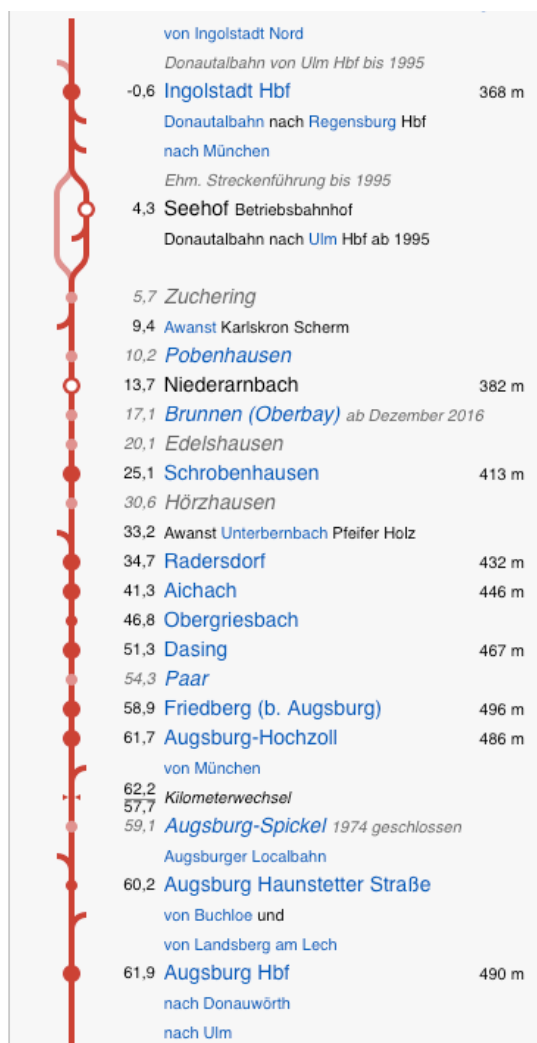 von Ingolstadt Nord
Donautalbahn von Ulm Hbf bis 1995
-0,6 Ingolstadt Hbf 368 m
Donautalbahn nach Regensburg Hbf
nach München
Ehm. Streckenführung bis 1995
4,3 Seehof Betriebsbahnhof
Donautalbahn nach Ulm Hbf ab 1995
5,7 Zuchering
9,4 Awanst Karlskron Scherm
10,2 Pobenhausen
13,7 Niederarnbach 382 m
17,1 Brunnen (Oberbay) ab Dezember 2016
20,1 Edelshausen
25,1 Schrobenhausen 413 m
30,6 Hörzhausen
33,2 Awanst Unterbernbach Pfeifer Holz
34,7 Radersdorf 432 m
41,3 Aichach 446 m
46,8 Obergriesbach
51,3 Dasing 467 m
54,3 Paar
58,9 Friedberg (b. Augsburg) 496 m
61,7 Augsburg-Hochzoll 486 m
von München
62,2
57,7 Kilometerwechsel
59,1 Augsburg-Spickel 1974 geschlossen
Augsburger Localbahn
60,2 Augsburg Haunstetter Straße
von Buchloe und
von Landsberg am Lech
61,9 Augsburg Hbf 490 m
nach Donauwörth
nach Ulm